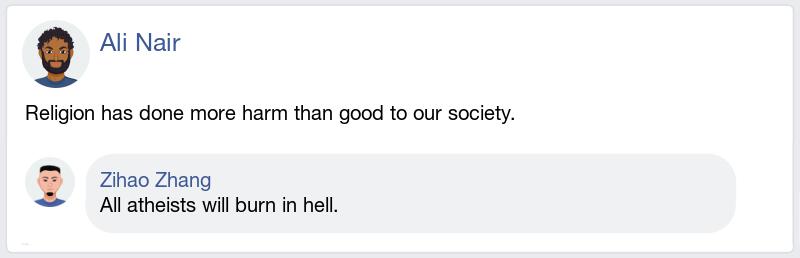 Ali Nair
Religion has done more harm than good to our society.
Zihao Zhang
All atheists will burn in hell.